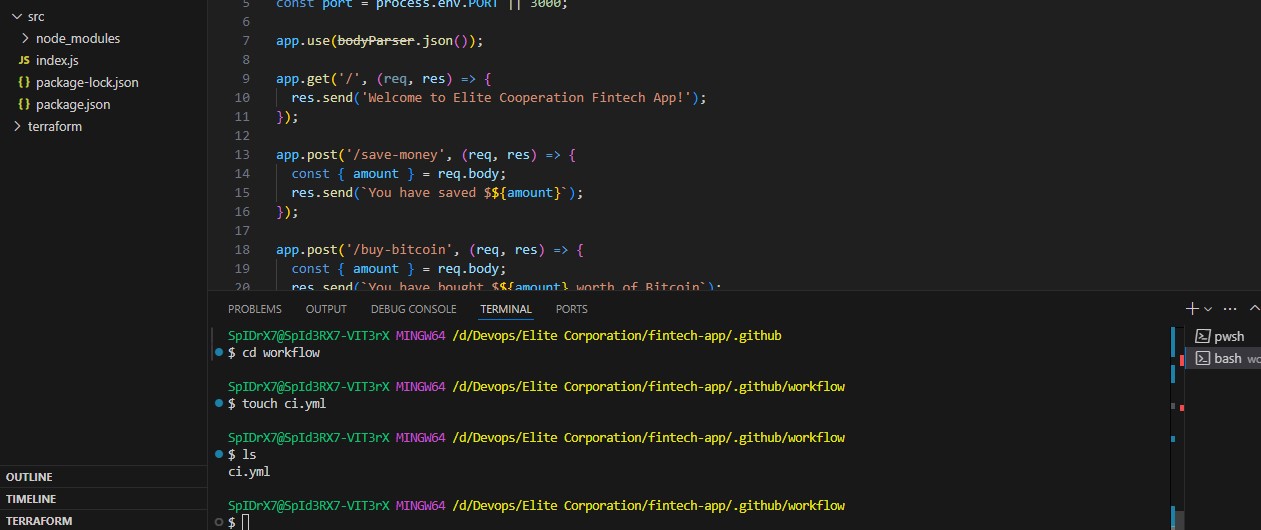 src
node_modules
JS index.js
{} package-lock.json
{} package.json
terraform
OUTLINE
TIMELINE
TERRAFORM
5 const port = process.env.PORT || 3000;
6
7 app.use(bodyParser.json());
8
9 app.get('/', (req, res) => {
10 res.send('Welcome to Elite Cooperation Fintech App!');
11 });
12
13 app.post('/save-money', (req, res) => {
14 const { amount } = req.body;
15 res.send(`You have saved $${amount}`);
16 });
17
18 app.post('/buy-bitcoin', (req, res) => {
19 const { amount } = req.body;
20 res.send(`You have bought $${amount} worth of Bitcoin`);
PROBLEMS OUTPUT DEBUG CONSOLE TERMINAL PORTS
SpIDrX7@SpId3RX7-VIT3rX MINGW64 /d/Devops/Elite Corporation/fintech-app/.github
$ cd workflow
SpIDrX7@SpId3RX7-VIT3rX MINGW64 /d/Devops/Elite Corporation/fintech-app/.github/workflow
$ touch ci.yml
SpIDrX7@SpId3RX7-VIT3rX MINGW64 /d/Devops/Elite Corporation/fintech-app/.github/workflow
$ ls
ci.yml
SpIDrX7@SpId3RX7-VIT3rX MINGW64 /d/Devops/Elite Corporation/fintech-app/.github/workflow
$
pwsh
bash